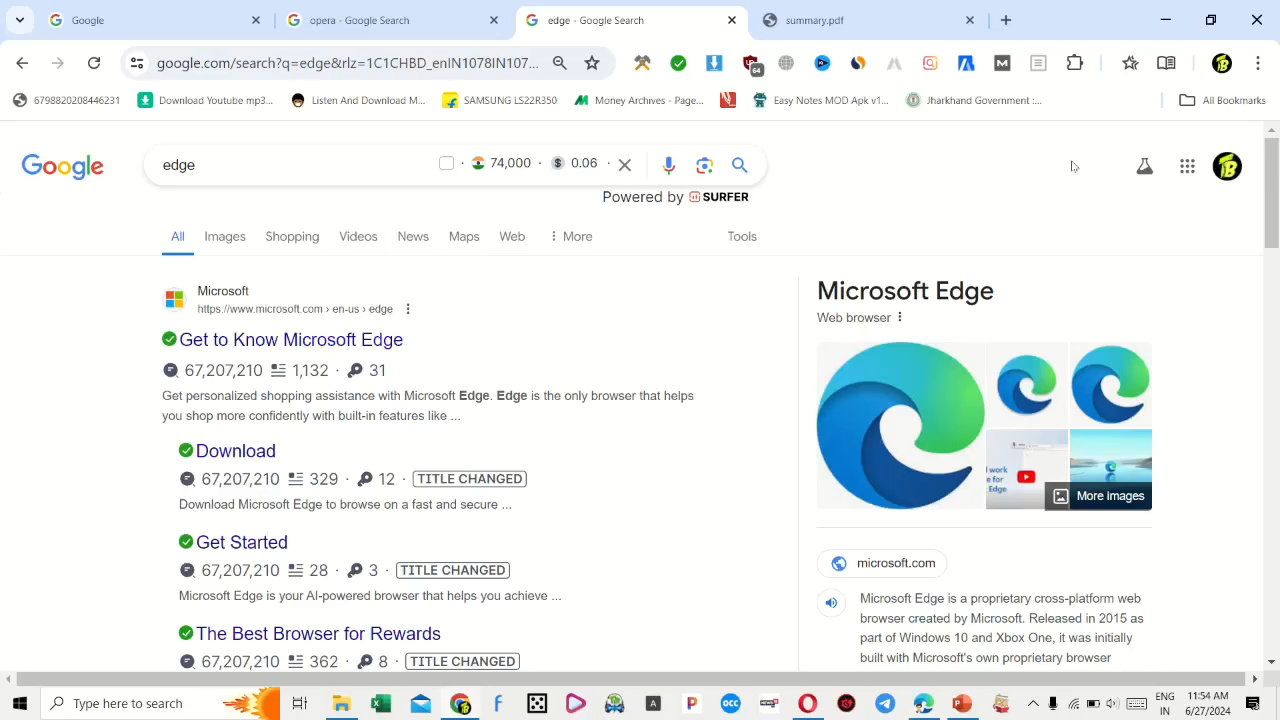 Google
opera - Google Search
edge - Google Search
summary.pdf
google.com/search?q=edge&rlz=1C1CHBD_enIN1078IN107...
64
6798820208446231
Download Youtube mp3...
Listen And Download M...
SAMSUNG LS22R350
Money Archives - Page...
Easy Notes MOD Apk v1...
Jharkhand Government :...
All Bookmarks
Google
edge
· 74,000 · 0.06 ·
Powered by SURFER
All
Images
Shopping
Videos
News
Maps
Web
More
Tools
Microsoft
https://www.microsoft.com › en-us › edge
Get to Know Microsoft Edge
67,207,210 1,132 · 31
Get personalized shopping assistance with Microsoft Edge. Edge is the only browser that helps
you shop more confidently with built-in features like ...
Download
67,207,210 329 · 12 · TITLE CHANGED
Download Microsoft Edge to browse on a fast and secure ...
Get Started
67,207,210 28 · 3 · TITLE CHANGED
Microsoft Edge is your AI-powered browser that helps you achieve ...
The Best Browser for Rewards
67,207,210 362 · 8 · TITLE CHANGED
Microsoft Edge
Web browser
More images
microsoft.com
Microsoft Edge is a proprietary cross-platform web
browser created by Microsoft. Released in 2015 as
part of Windows 10 and Xbox One, it was initially
built with Microsoft's own proprietary browser
Type here to search
ENG
IN
11:54 AM
6/27/2024